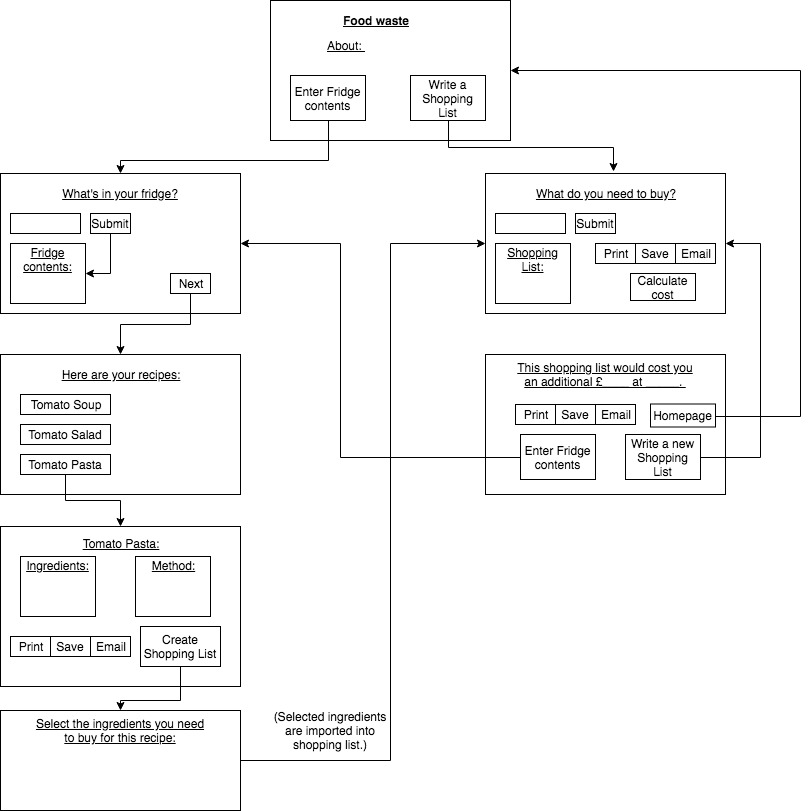 Food waste
About:
Enter Fridge
contents
Write a
Shopping
List
What's in your fridge?
Submit
Fridge
contents:
Next
What do you need to buy?
Submit
Shopping
List:
Print Save Email
Calculate
cost
Here are your recipes:
Tomato Soup
Tomato Salad
Tomato Pasta
This shopping list would cost you
an additional £____ at _____.
Print Save Email
Homepage
Enter Fridge
contents
Write a new
Shopping
List
Tomato Pasta:
Ingredients:
Method:
Print Save Email
Create
Shopping List
Select the ingredients you need
to buy for this recipe:
(Selected ingredients
are imported into
shopping list.)